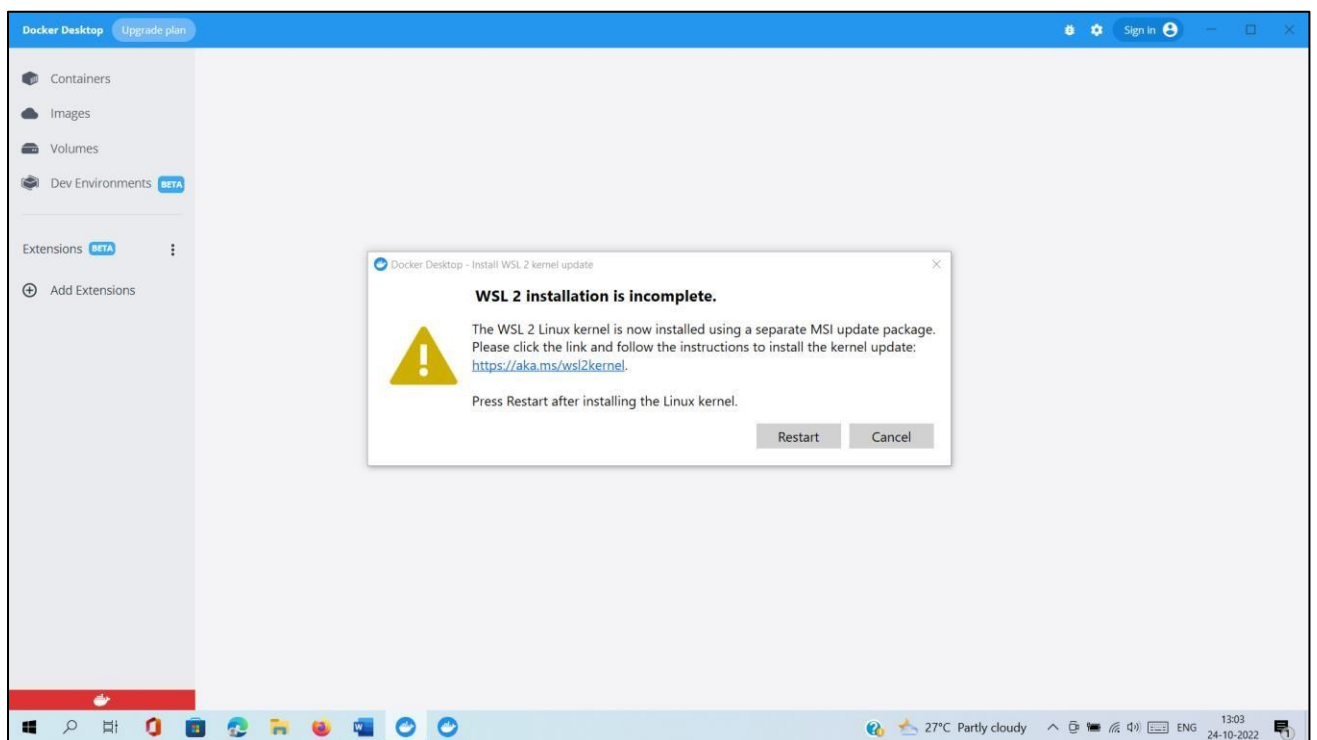 Docker Desktop Upgrade plan
Sign in
Containers
Images
Volumes
Dev Environments BETA
Extensions BETA
Add Extensions
Docker Desktop - Install WSL 2 kernel update
WSL 2 installation is incomplete.
The WSL 2 Linux kernel is now installed using a separate MSI update package.
Please click the link and follow the instructions to install the kernel update:
https://aka.ms/wsl2kernel.
Press Restart after installing the Linux kernel.
Restart Cancel
27°C Partly cloudy ENG 13:03
24-10-2022